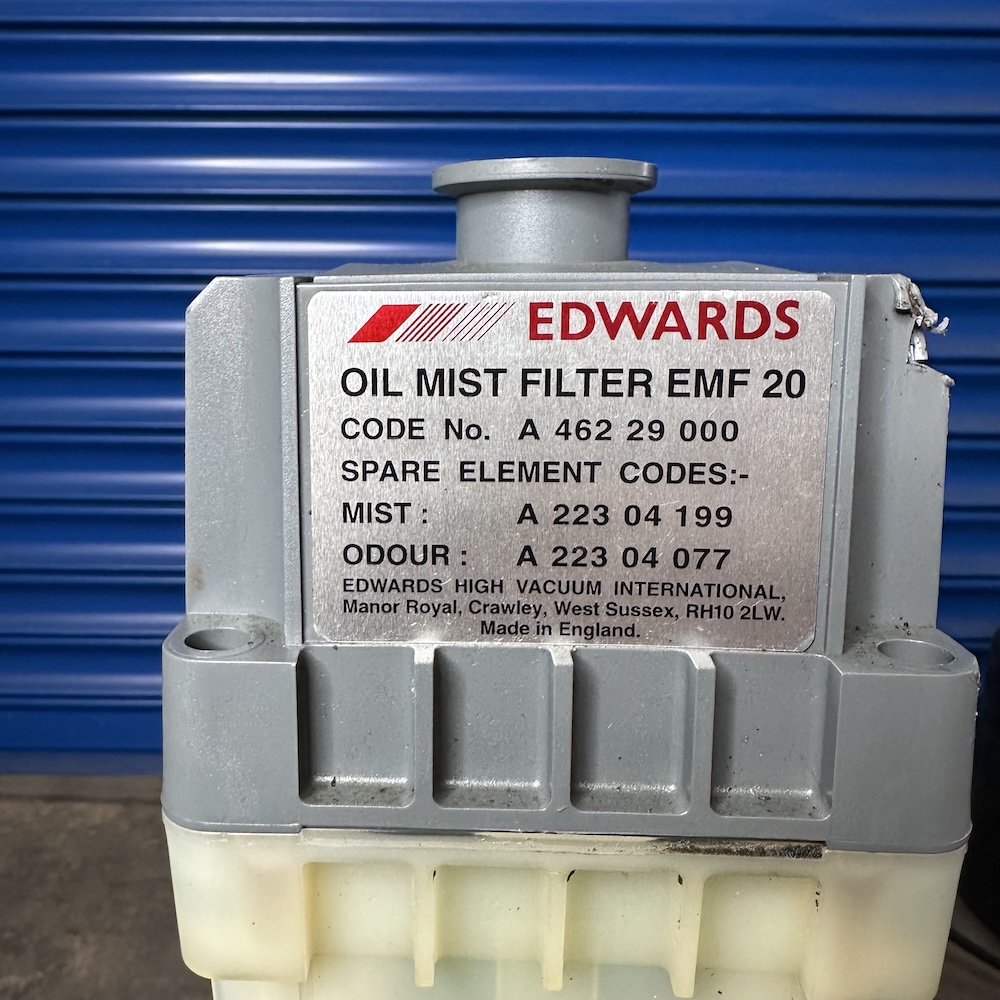 EDWARDS
OIL MIST FILTER EMF 20
CODE No. A 462 29 000
SPARE ELEMENT CODES:-
MIST : A 223 04 199
ODOUR : A 223 04 077
EDWARDS HIGH VACUUM INTERNATIONAL,
Manor Royal, Crawley, West Sussex, RH10 2LW.
Made in England.